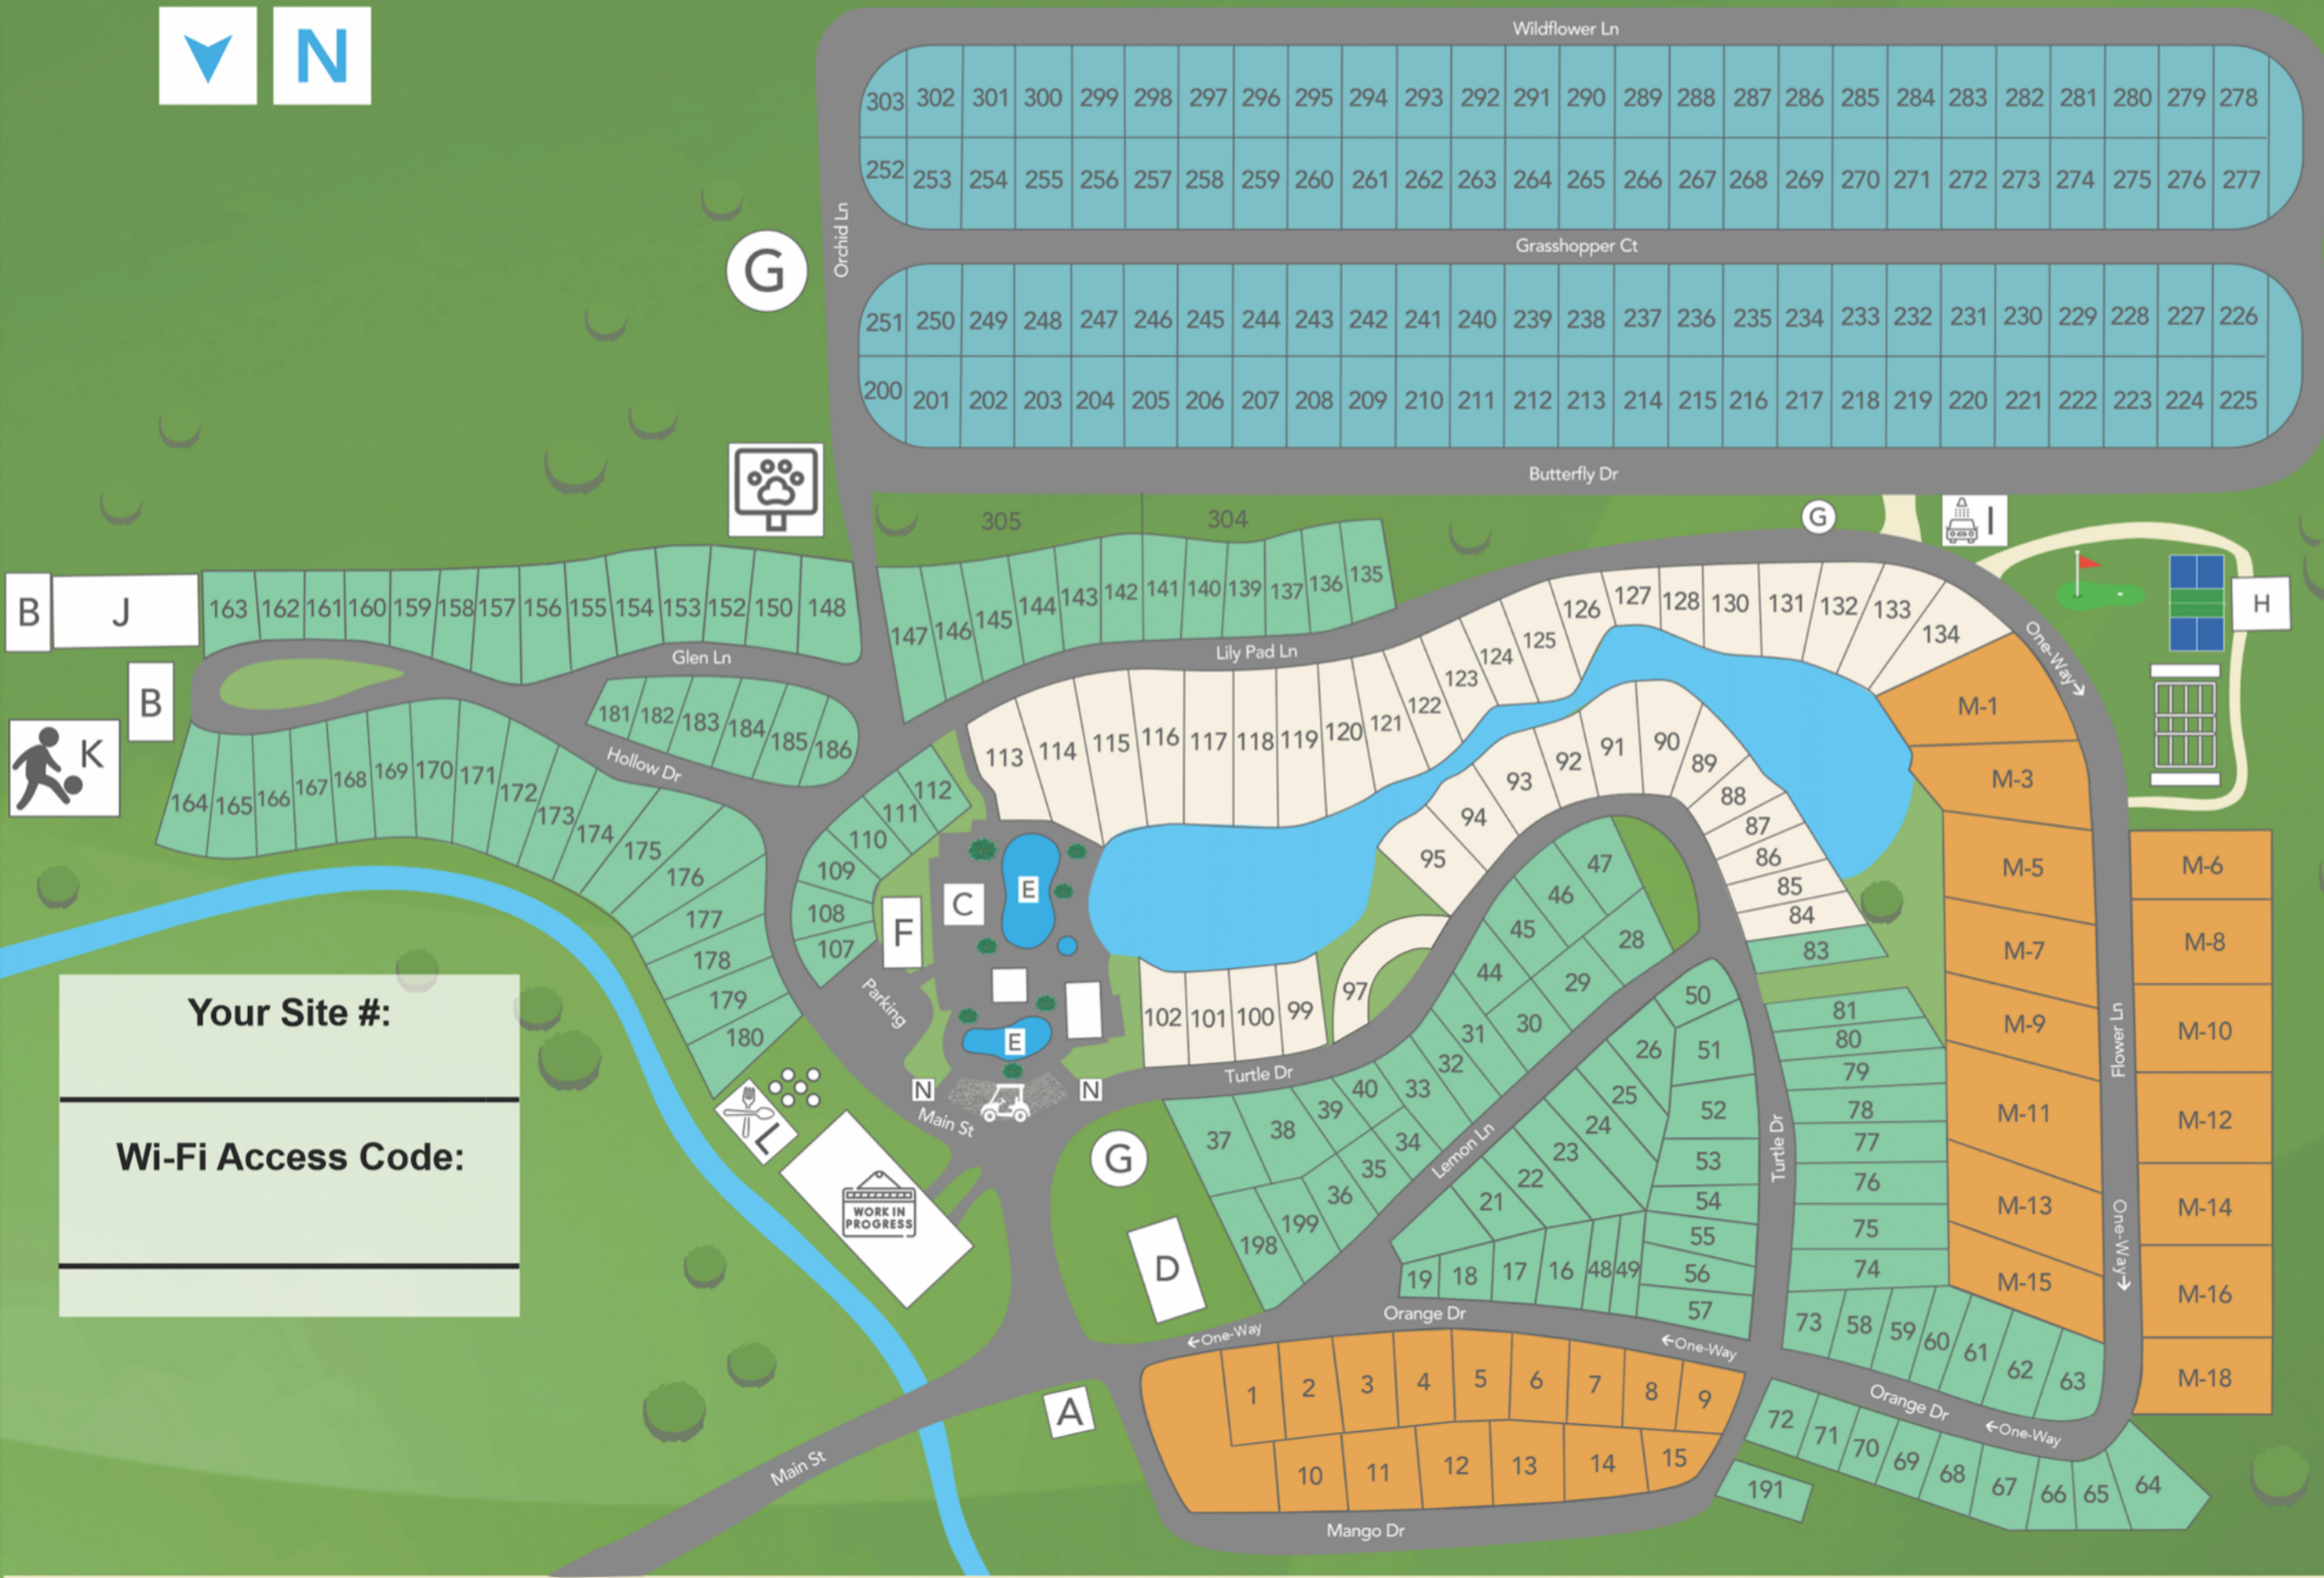 N
Wildflower Ln
303 302 301 300 299 298 297 296 295 294 293 292 291 290 289 288 287 286 285 284 283 282 281 280 279 278
252 253 254 255 256 257 258 259 260 261 262 263 264 265 266 267 268 269 270 271 272 273 274 275 276 277
Orchid Ln
Grasshopper Ct
G
251 250 249 248 247 246 245 244 243 242 241 240 239 238 237 236 235 234 233 232 231 230 229 228 227 226
200 201 202 203 204 205 206 207 208 209 210 211 212 213 214 215 216 217 218 219 220 221 222 223 224 225
Butterfly Dr
305 304
G
I
B
J
163 162 161 160 159 158 157 156 155 154 153 152 150 148
147 146 145 144 143 142 141 140 139 137 136 135
Glen Ln
Lily Pad Ln
B
K
181 182 183 184 185 186
Hollow Dr
164 165 166 167 168 169 170 171 172 173 174 175 176 177 178 179 180
113 114 115 116 117 118 119 120 121 122 123 124 125 126 127 128 130 131 132 133 134
One-Way
H
112 111 110 109 108 107
C
E
F
E
Parking
N
N
Main St
95 94 93 92 91 90 89 88 87 86 85 84
83
102 101 100 99 97
Turtle Dr
47 46 45 44 28 29 30 31 32 33 34 35 36
40 39 38 37
198 199
Lemon Ln
50 51 52 53 54 55 56 57
26 25 24 23 22 21
19 18 17 16 48 49
Turtle Dr
81 80 79 78 77 76 75 74
73 58 59 60 61 62 63
M-1
M-3
M-5
M-7
M-9
M-11
M-13
M-15
Flower Ln
One-Way
M-6
M-8
M-10
M-12
M-14
M-16
M-18
Your Site #:
Wi-Fi Access Code:
L
WORK IN
PROGRESS
G
D
A
Orange Dr
One-Way
One-Way
1 2 3 4 5 6 7 8 9
10 11 12 13 14 15
Orange Dr
One-Way
72 71 70 69 68 67 66 65 64
191
Main St
Mango Dr